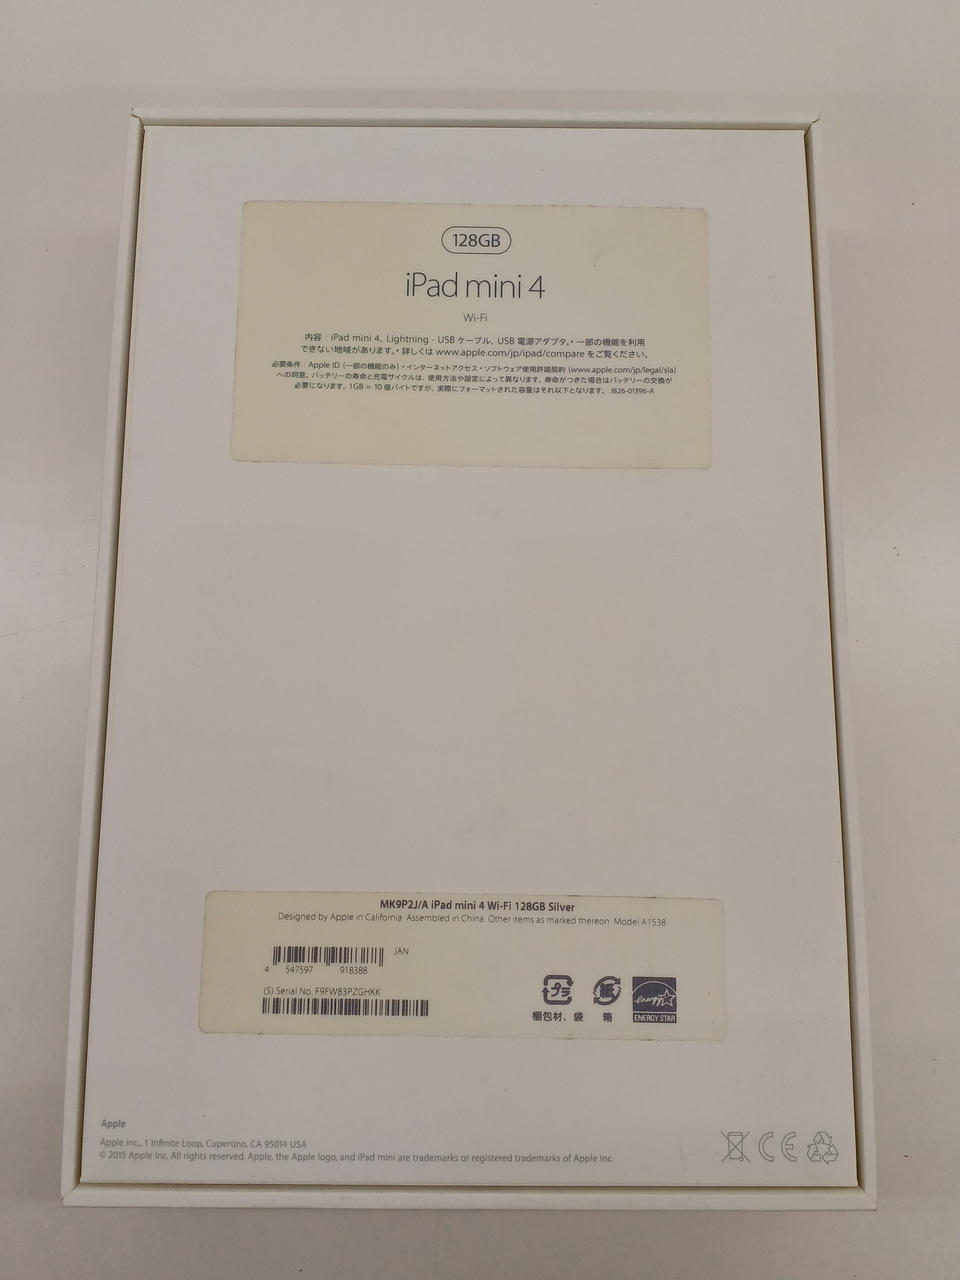 128GB
iPad mini 4
Wi-Fi
内容：iPad mini 4、Lightning - USB ケーブル、USB 電源アダプタ。• 一部の機能を利用
できない地域があります。• 詳しくは www.apple.com/jp/ipad/compare をご覧ください。
必要条件：Apple ID（一部の機能のみ）・インターネットアクセス・ソフトウェア使用許諾契約 (www.apple.com/jp/legal/sla)
への同意。バッテリーの寿命と充電サイクルは、使用方法や設定によって異なります。寿命がつきた場合はバッテリーの交換が
必要になります。1GB = 10 億バイトですが、実際にフォーマットされた容量はそれ以下となります。 JB26-01396-A
MK9P2J/A iPad mini 4 Wi-Fi 128GB Silver
Designed by Apple in California Assembled in China Other items as marked thereon Model A1538
JAN
4 547597 918388
(S) Serial No. F9FW83PZGHKK
プラ 紙 energy
梱包材、袋 箱 ENERGY STAR
Apple
Apple Inc., 1 Infinite Loop, Cupertino, CA 95014 USA
© 2015 Apple Inc. All rights reserved. Apple, the Apple logo, and iPad mini are trademarks or registered trademarks of Apple Inc.
CE